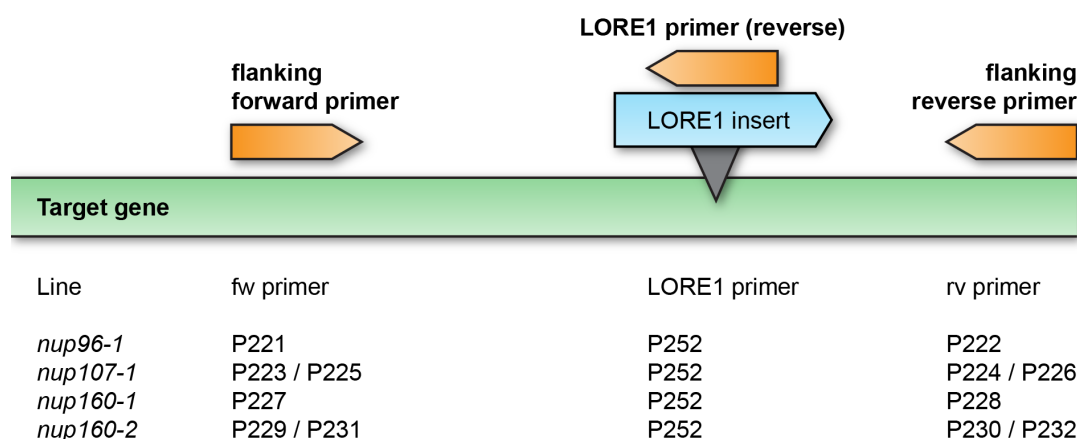 LORE1 primer (reverse)
flanking
forward primer
flanking
reverse primer
LORE1 insert
Target gene
Line fw primer LORE1 primer rv primer
nup96-1 P221 P252 P222
nup107-1 P223 / P225 P252 P224 / P226
nup160-1 P227 P252 P228
nup160-2 P229 / P231 P252 P230 / P232